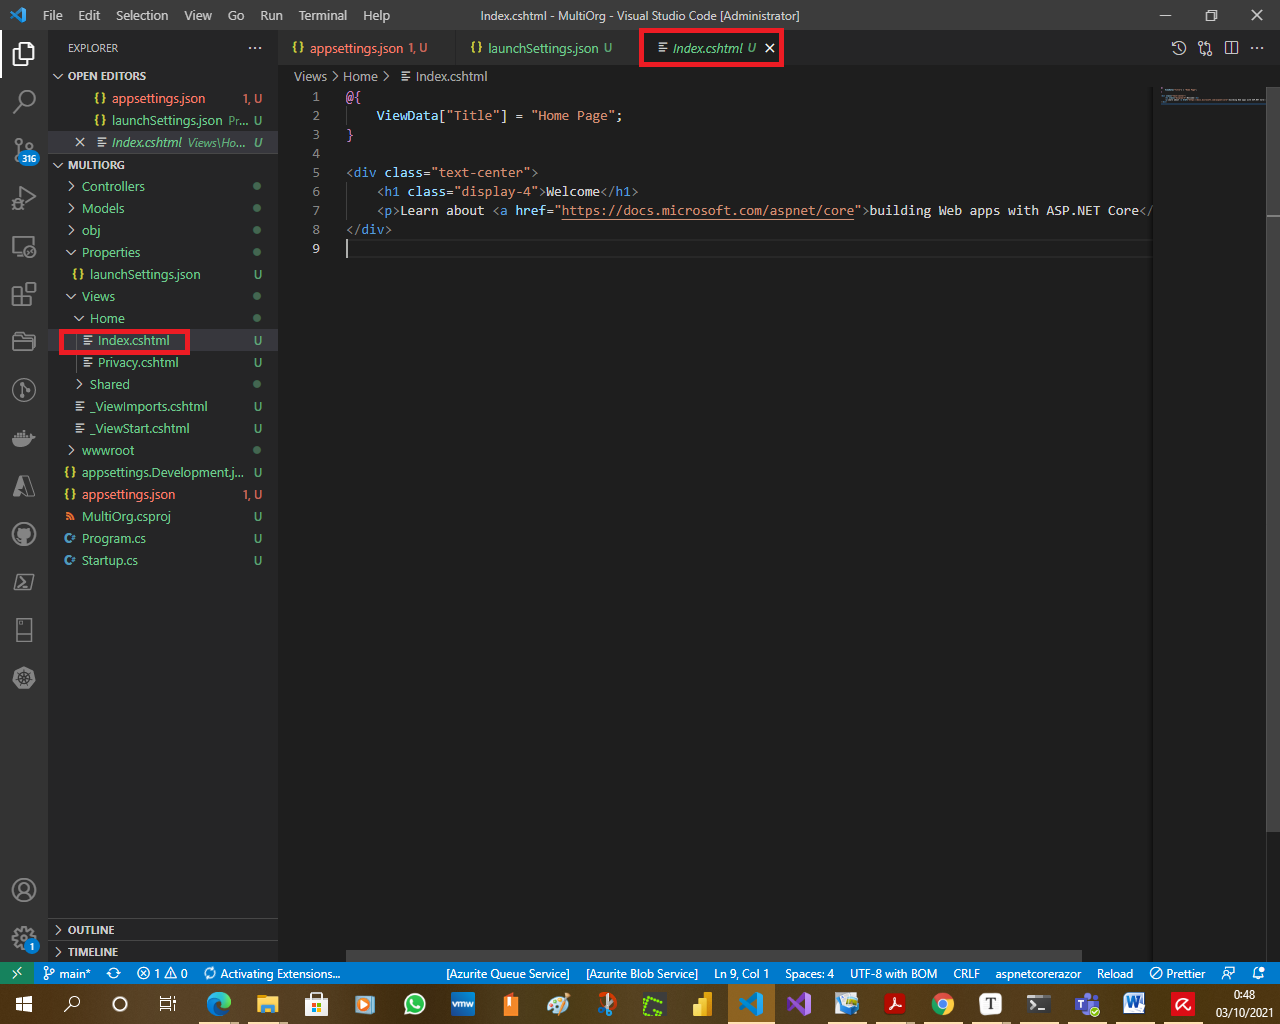 File Edit Selection View Go Run Terminal Help
Index.cshtml - MultiOrg - Visual Studio Code [Administrator]
EXPLORER
OPEN EDITORS
appsettings.json 1, U
launchSettings.json Pr... U
Index.cshtml Views\Ho... U
MULTIORG
Controllers
Models
obj
Properties
launchSettings.json U
Views
Home
Index.cshtml U
Privacy.cshtml U
Shared
_ViewImports.cshtml U
_ViewStart.cshtml U
wwwroot
appsettings.Development.j... U
appsettings.json 1, U
MultiOrg.csproj U
Program.cs U
Startup.cs U
OUTLINE
TIMELINE
316
1
appsettings.json 1, U
launchSettings.json U
Index.cshtml U
Views > Home > Index.cshtml
1 @{
2 ViewData["Title"] = "Home Page";
3 }
4
5 <div class="text-center">
6 <h1 class="display-4">Welcome</h1>
7 <p>Learn about <a href="https://docs.microsoft.com/aspnet/core">building Web apps with ASP.NET Core</
8 </div>
9
main* 1 0 Activating Extensions... [Azurite Queue Service] [Azurite Blob Service] Ln 9, Col 1 Spaces: 4 UTF-8 with BOM CRLF aspnetcorerazor Reload Prettier
vmw
T
0:48
03/10/2021